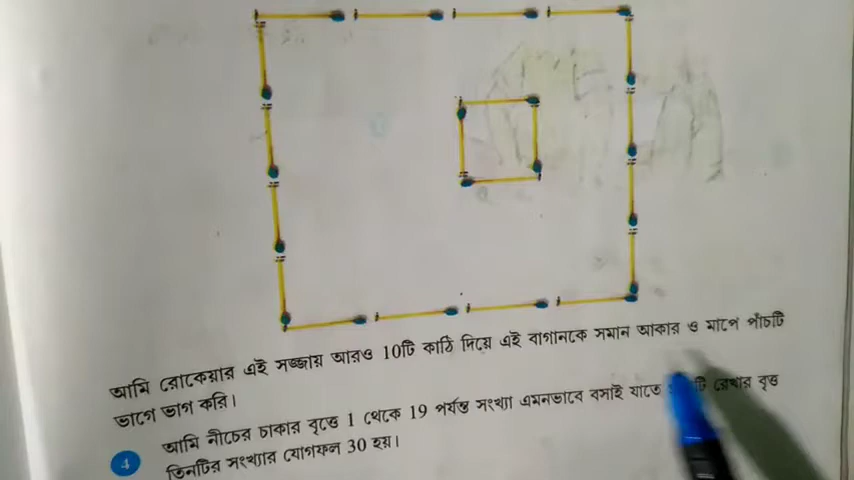 আমি রোকেয়ার এই সজ্জায় আরও 10টি কাঠি দিয়ে এই বাগানকে সমান আকার ও মাপে পাঁচটি
ভাগে ভাগ করি।
4 আমি নীচের চাকার বৃত্তে 1 থেকে 19 পর্যন্ত সংখ্যা এমনভাবে বসাই যাতে টি রেখার বৃত্ত
তিনটির সংখ্যার যোগফল 30 হয়।